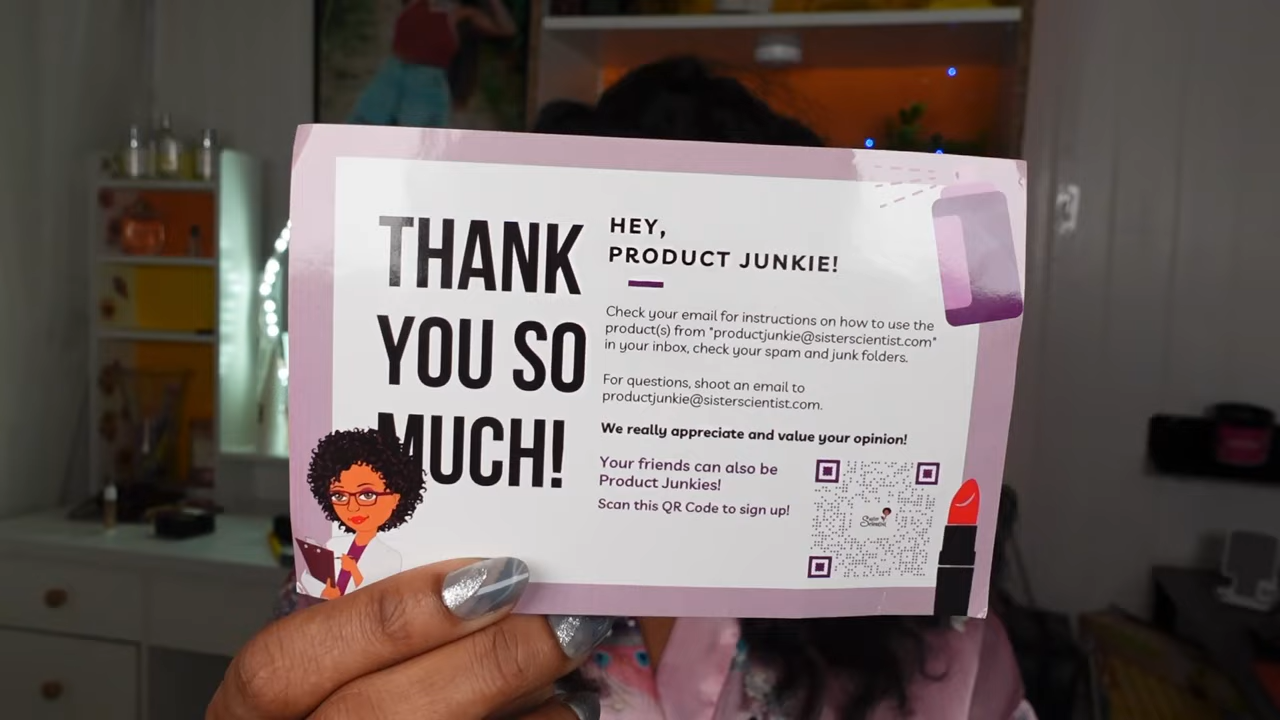 THANK
YOU SO
MUCH!
HEY,
PRODUCT JUNKIE!
Check your email for instructions on how to use the
product(s) from "productjunkie@sisterscientist.com"
in your inbox, check your spam and junk folders.
For questions, shoot an email to
productjunkie@sisterscientist.com.
We really appreciate and value your opinion!
Your friends can also be
Product Junkies!
Scan this QR Code to sign up!
Sister
Scientist